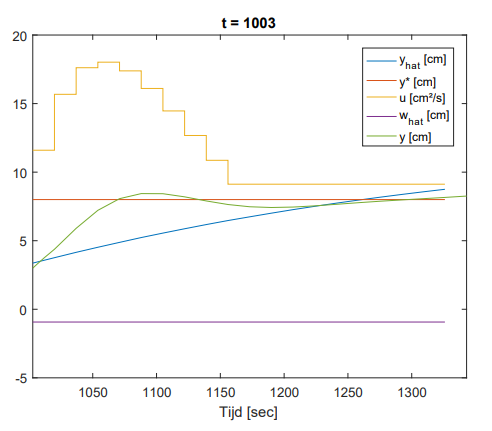 t = 1003
20
15
10
5
0
-5
1050 1100 1150 1200 1250 1300
Tijd [sec]
y_hat [cm]
y* [cm]
u [cm²/s]
w_hat [cm]
y [cm]